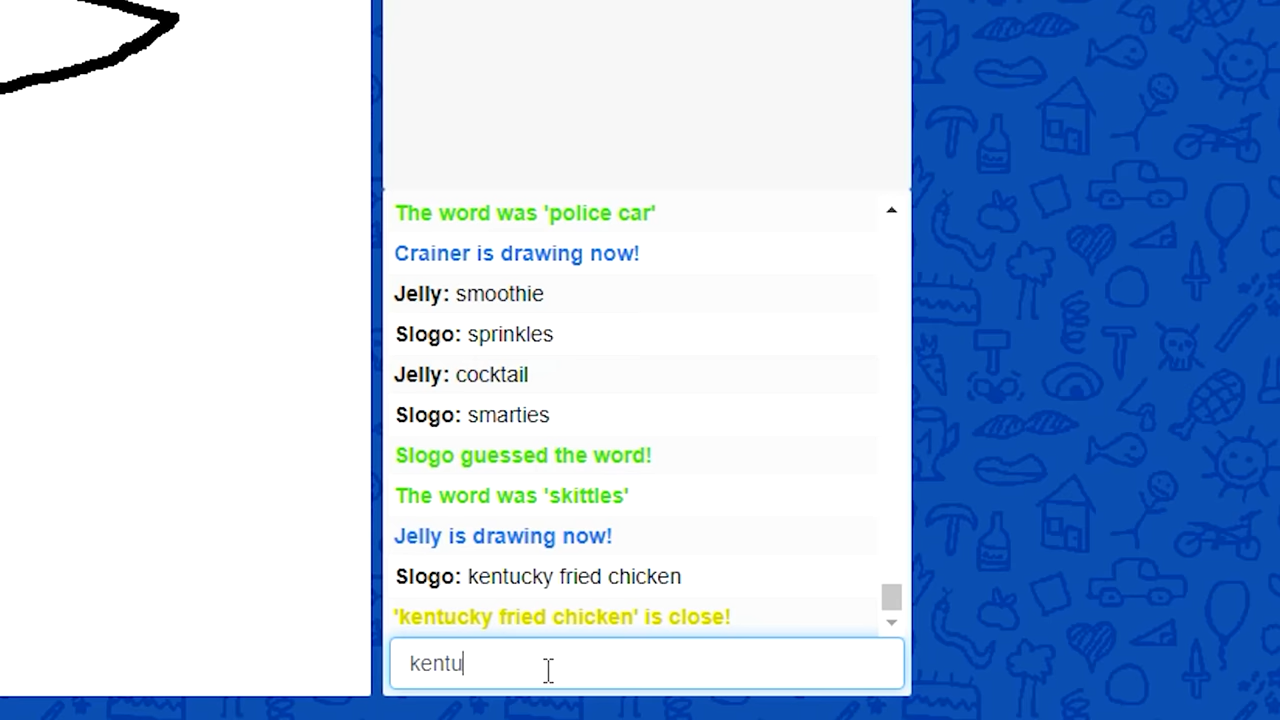 The word was 'police car'
Crainer is drawing now!
Jelly: smoothie
Slogo: sprinkles
Jelly: cocktail
Slogo: smarties
Slogo guessed the word!
The word was 'skittles'
Jelly is drawing now!
Slogo: kentucky fried chicken
'kentucky fried chicken' is close!
kentu